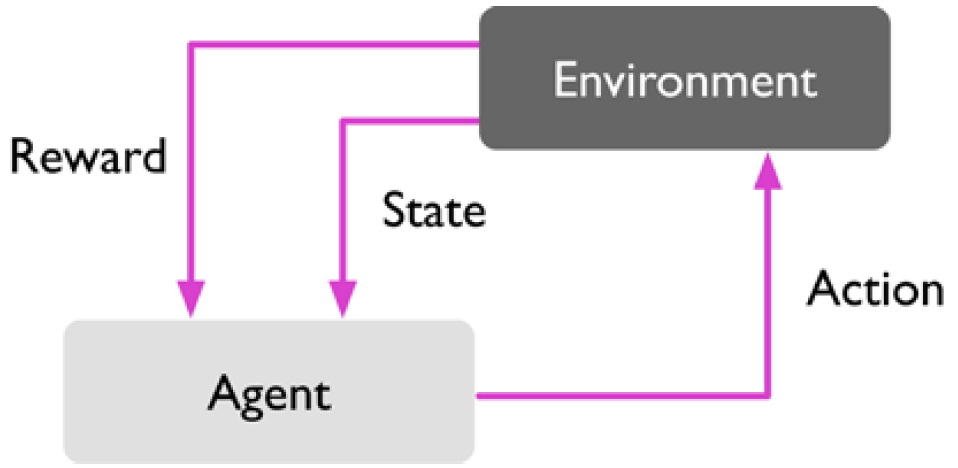 Environment
Reward
State
Action
Agent